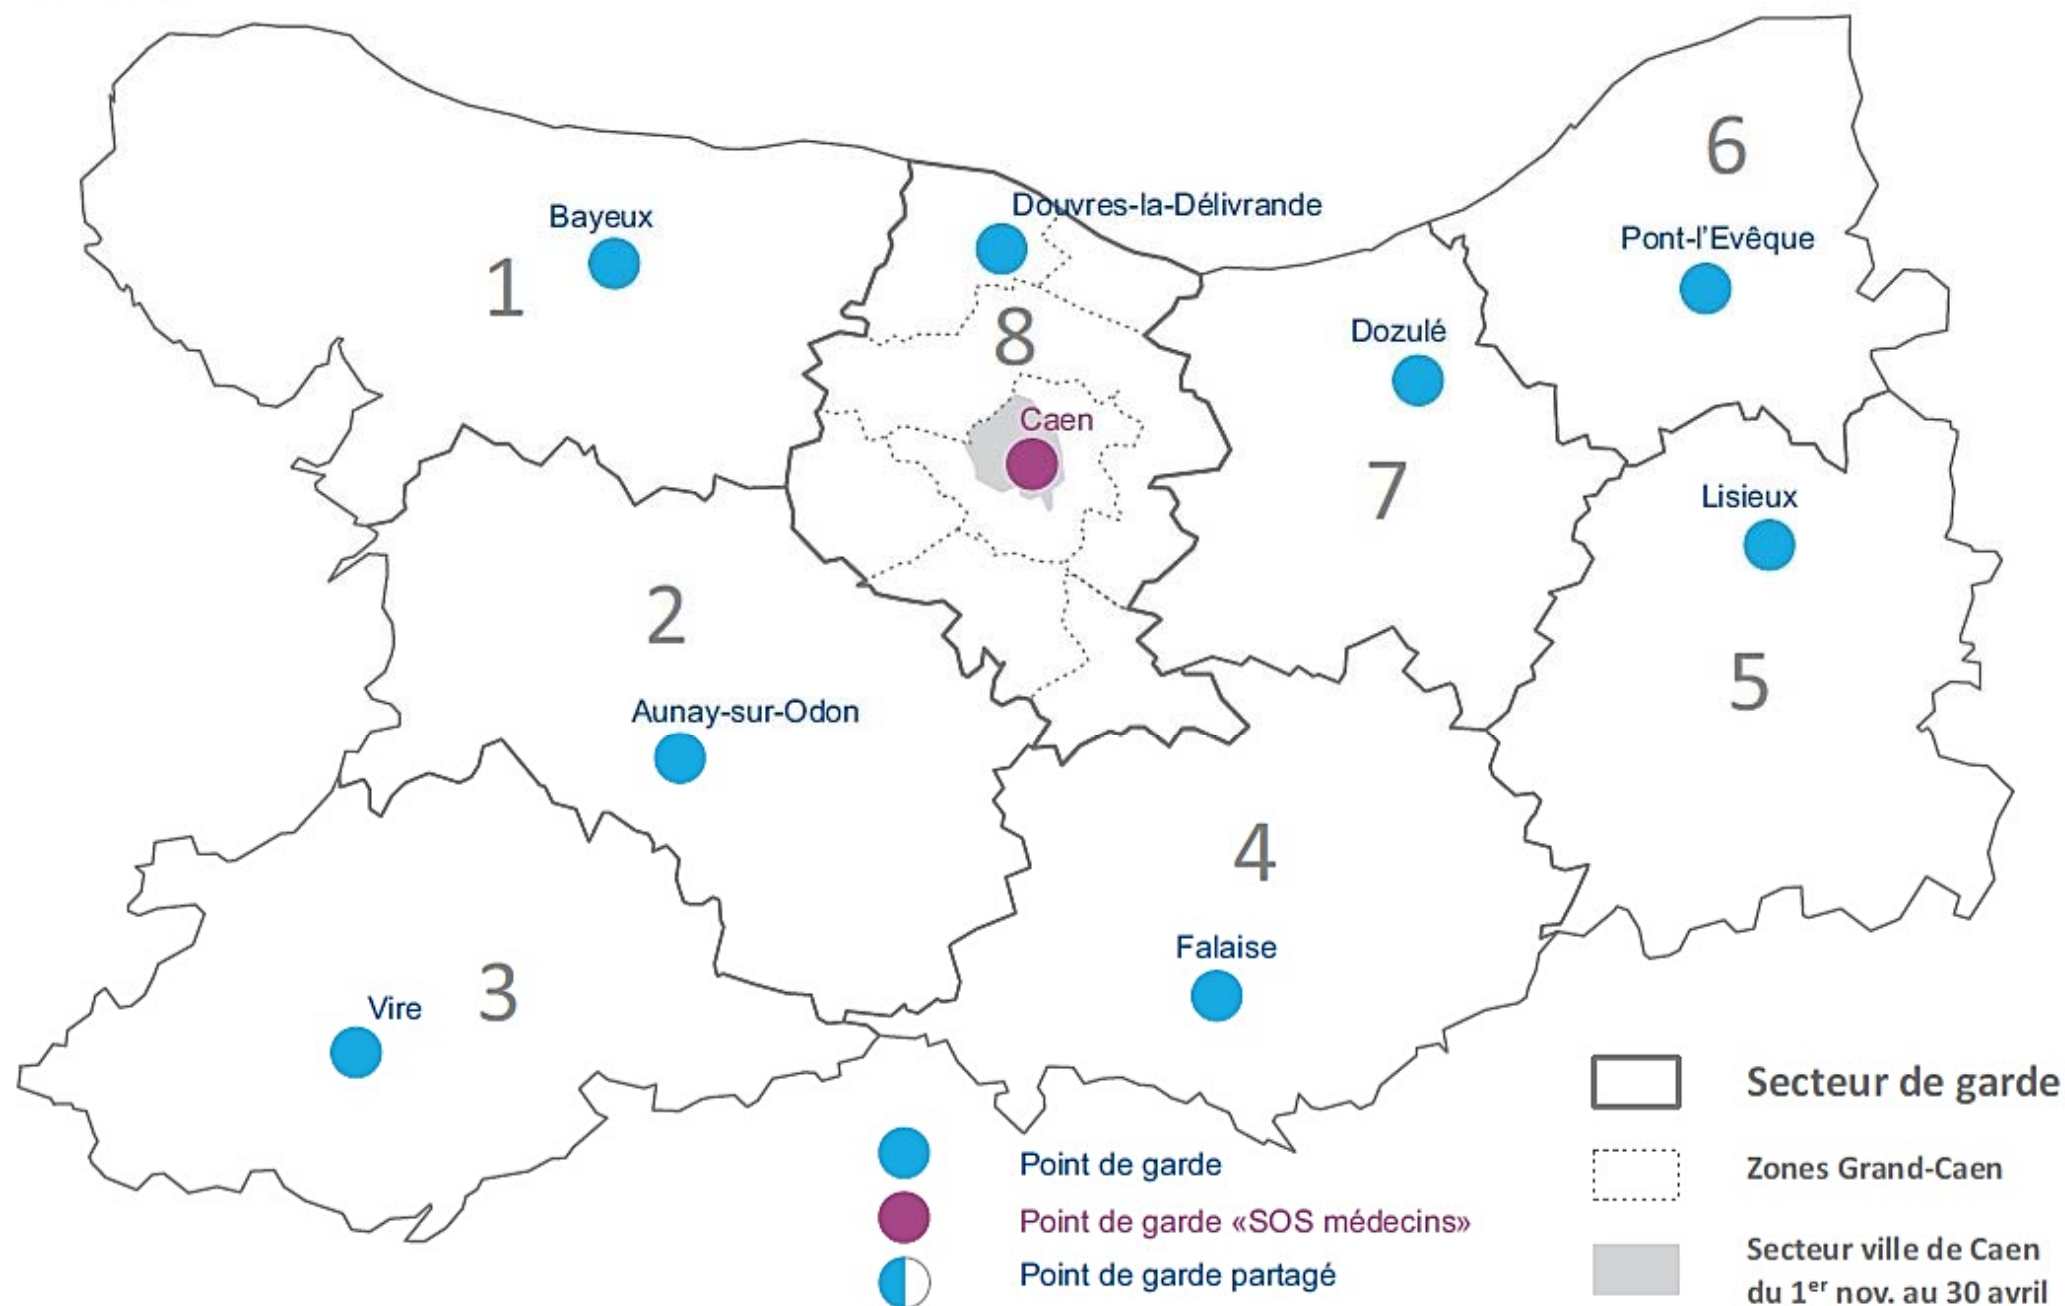 6
Douvres-la-Délivrande
Bayeux
Pont-l'Evêque
1
8
Dozulé
Caen
7
Lisieux
2
5
Aunay-sur-Odon
4
Falaise
3
Vire
Point de garde
Point de garde «SOS médecins»
Point de garde partagé
Secteur de garde
Zones Grand-Caen
Secteur ville de Caen
du 1er nov. au 30 avril